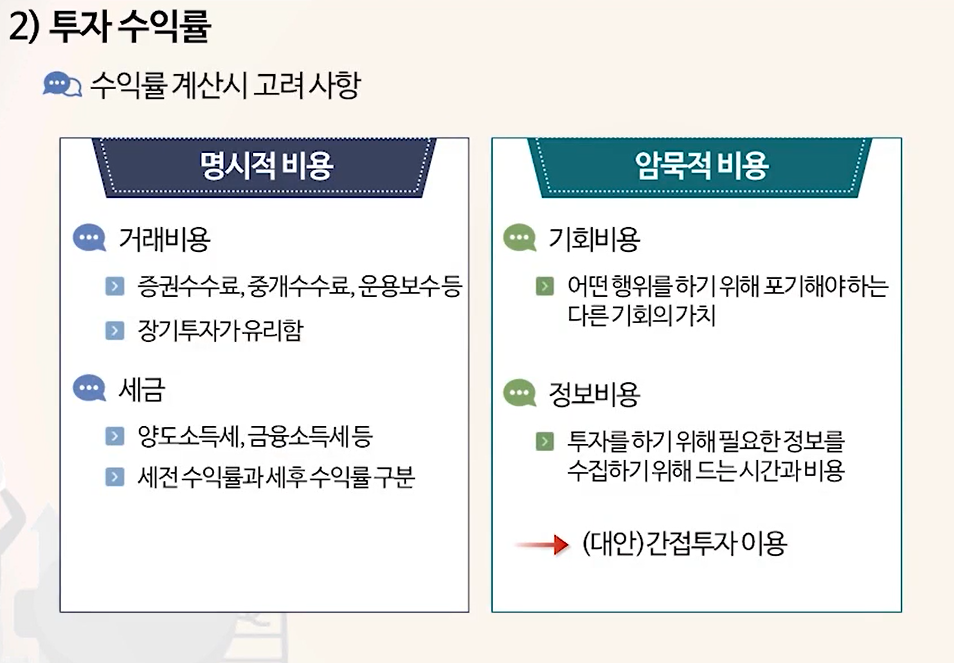 2) 투자 수익률
수익률 계산시 고려 사항
명시적 비용
거래비용
증권수수료, 중개수수료, 운용보수 등
장기투자가 유리함
세금
양도소득세, 금융소득세 등
세전 수익률과 세후 수익률 구분
암묵적 비용
기회비용
어떤 행위를 하기 위해 포기해야 하는
다른 기회의 가치
정보비용
투자를 하기 위해 필요한 정보를
수집하기 위해 드는 시간과 비용
(대안) 간접투자 이용